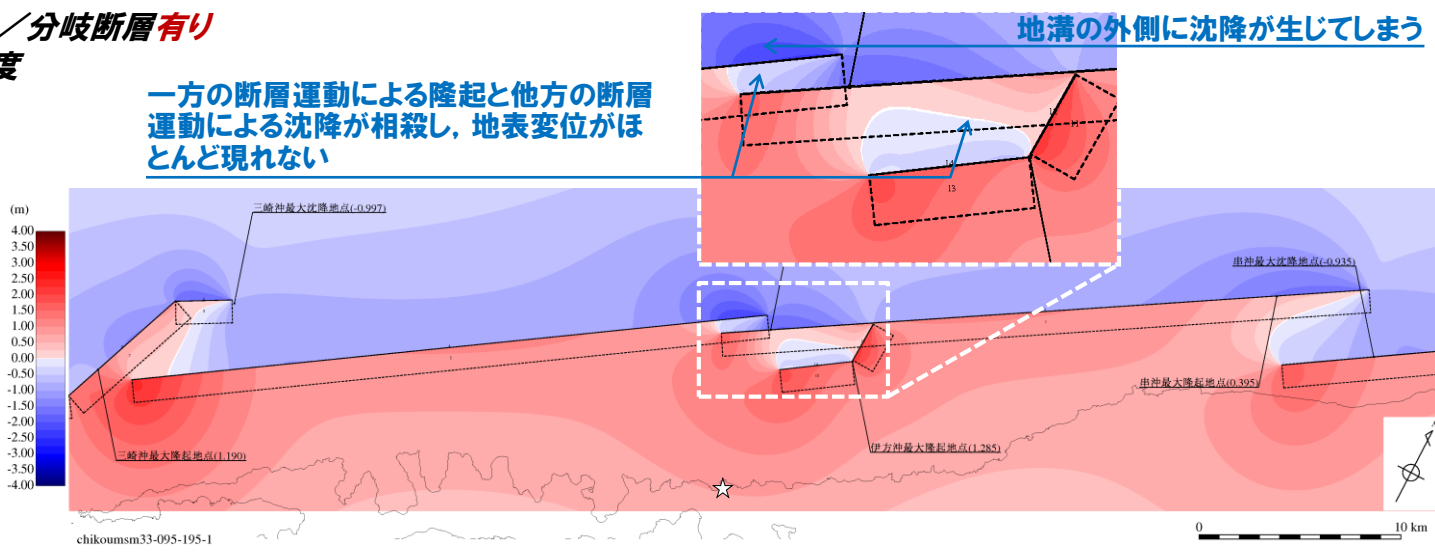 ／分岐断層有り
度
地溝の外側に沈降が生じてしまう
一方の断層運動による隆起と他方の断層
運動による沈降が相殺し，地表変位がほ
とんど現れない
14
13
(m)
4.00
3.50
3.00
2.50
2.00
1.50
1.00
0.50
0.00
-0.50
-1.00
-1.50
-2.00
-2.50
-3.00
-3.50
-4.00
三崎沖最大沈降地点(-0.997)
串沖最大沈降地点(-0.935)
串沖最大隆起地点(0.395)
伊方沖最大隆起地点(1.285)
三崎沖最大隆起地点(1.190)
chikoumsm33-095-195-1
0
10 km